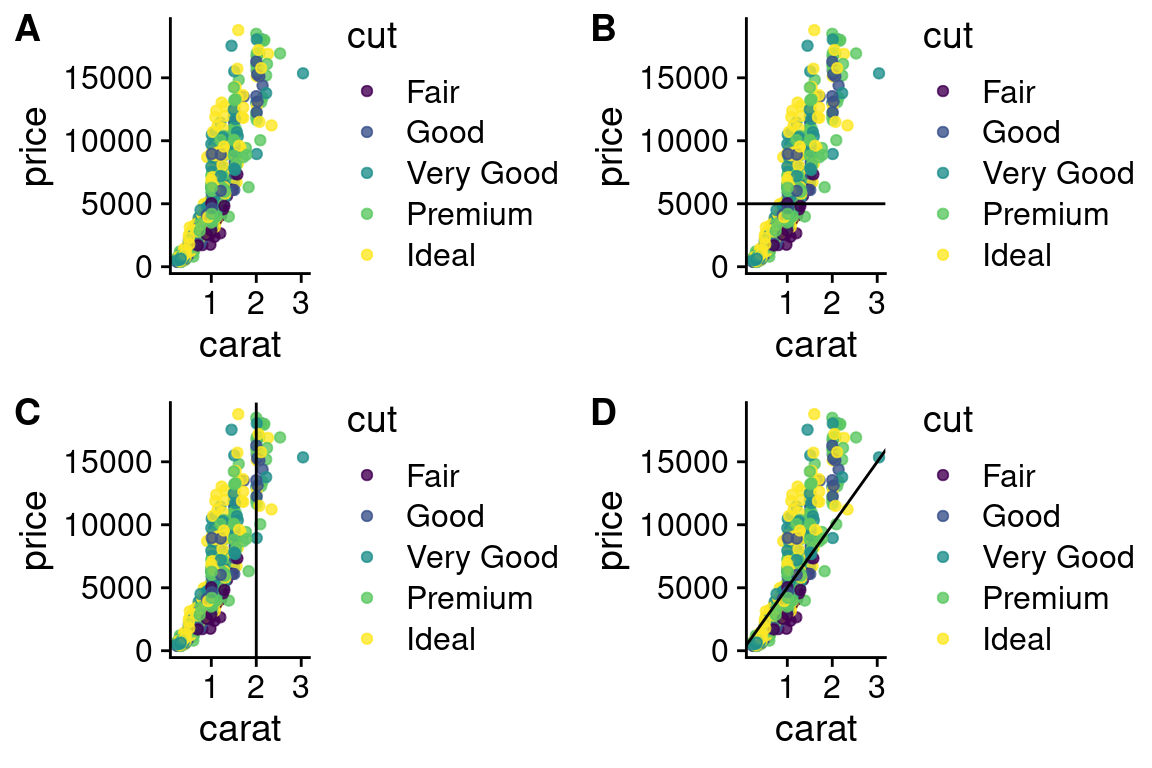 A
price
15000
10000
5000
0
1 2 3
carat
cut
Fair
Good
Very Good
Premium
Ideal
B
price
15000
10000
5000
0
1 2 3
carat
cut
Fair
Good
Very Good
Premium
Ideal
C
price
15000
10000
5000
0
1 2 3
carat
cut
Fair
Good
Very Good
Premium
Ideal
D
price
15000
10000
5000
0
1 2 3
carat
cut
Fair
Good
Very Good
Premium
Ideal